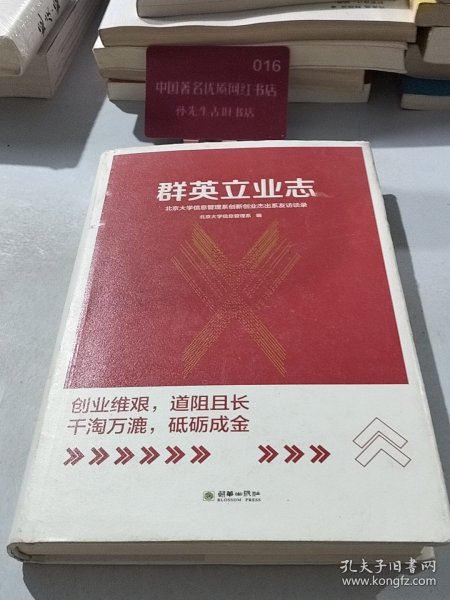 016
中国著名优质网红书店
孙先生古旧书店
群英立业志
北京大学信息管理系创新创业杰出系友访谈录
北京大学信息管理系 编
创业维艰，道阻且长
千淘万漉，砥砺成金
朝华出版社
BLOSSOM PRESS
孔夫子旧书网
www.kongfz.com